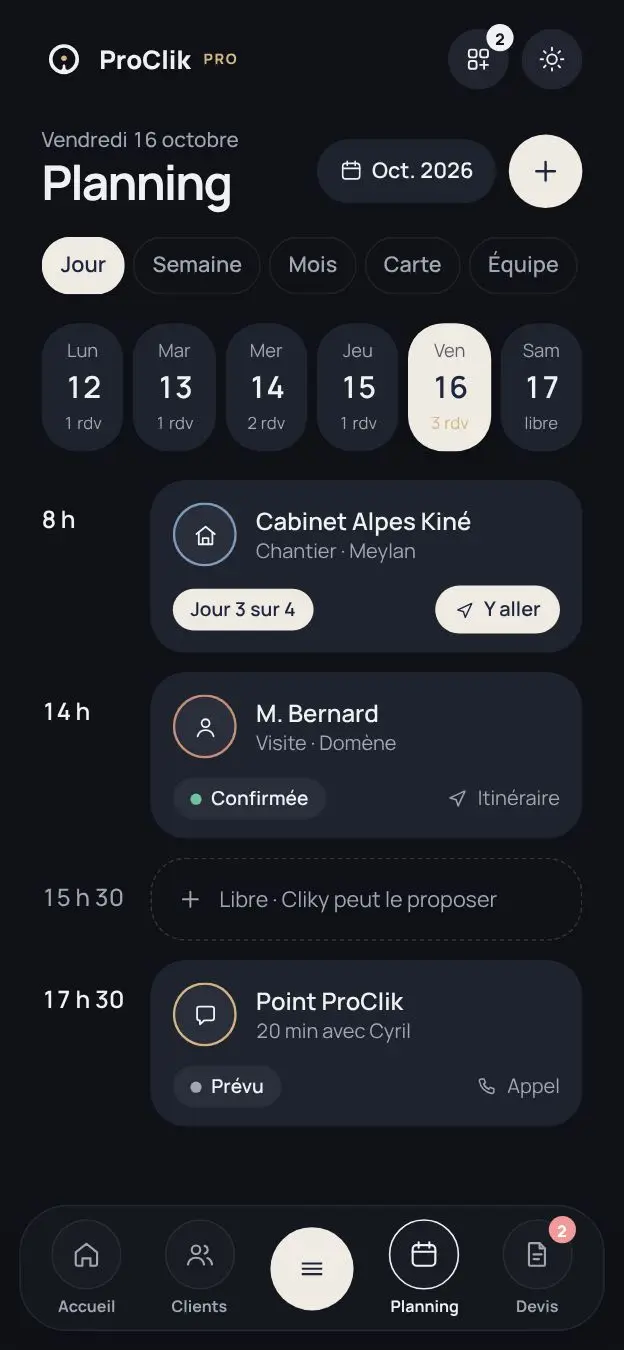 ProClik PRO
2
Vendredi 16 octobre
Planning
Oct. 2026
Jour Semaine Mois Carte Équipe
Lun Mar Mer Jeu Ven Sam
12 13 14 15 16 17
1 rdv 1 rdv 2 rdv 1 rdv 3 rdv libre
8 h
Cabinet Alpes Kiné
Chantier · Meylan
Jour 3 sur 4 Y aller
14 h
M. Bernard
Visite · Domène
Confirmée Itinéraire
15 h 30 Libre · Cliky peut le proposer
17 h 30
Point ProClik
20 min avec Cyril
Prévu Appel
2
Accueil Clients Planning Devis